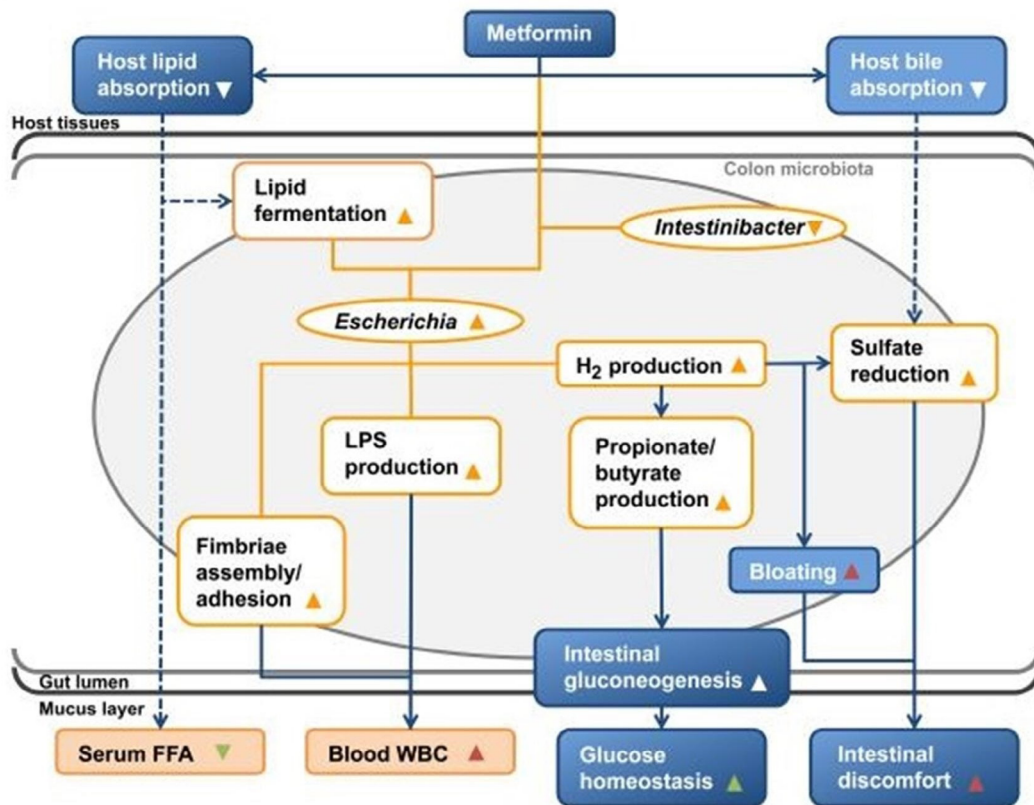 Metformin
Host lipid
absorption
Host bile
absorption
Host tissues
Colon microbiota
Lipid
fermentation
Intestinibacter
Escherichia
H₂ production
Sulfate
reduction
LPS
production
Propionate/
butyrate
production
Fimbriae
assembly/
adhesion
Bloating
Intestinal
gluconeogenesis
Gut lumen
Mucus layer
Serum FFA
Blood WBC
Glucose
homeostasis
Intestinal
discomfort